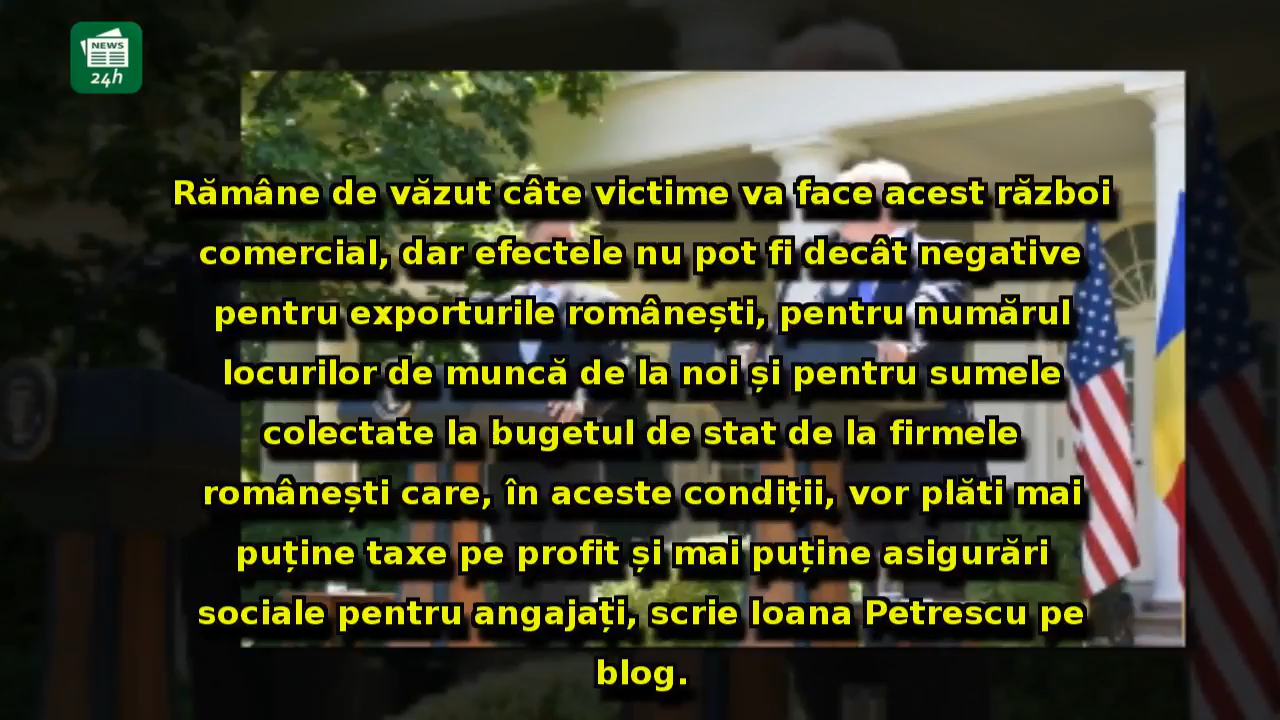 NEWS
24h
Rămâne de văzut câte victime va face acest război
comercial, dar efectele nu pot fi decât negative
pentru exporturile românești, pentru numărul
locurilor de muncă de la noi și pentru sumele
colectate la bugetul de stat de la firmele
românești care, în aceste condiții, vor plăti mai
puține taxe pe profit și mai puține asigurări
sociale pentru angajați, scrie Ioana Petrescu pe
blog.